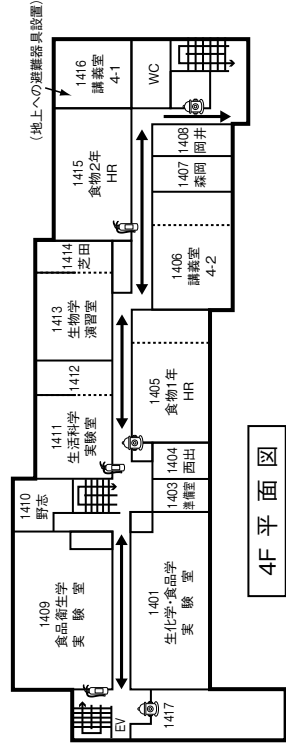 (地上への避難器具設置)
1416
講義室
4-1
WC
1415
食物2年
HR
1408
岡井
1407
森岡
1414
芝田
1413
生物学
演習室
1406
講義室
4-2
1412
1411
生活科学
実験室
1405
食物1年
HR
1404
西出
1403
準備室
1410
野志
1409
食品衛生学
実験室
1401
生化学・食品学
実験室
EV
1417
4F 平面図